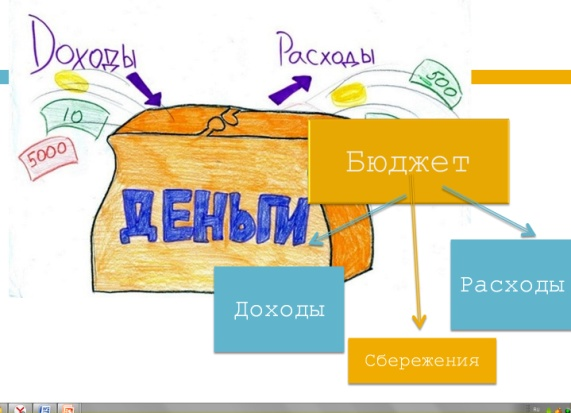 Доходы
Расходы
500
10
5000
ДЕНЬГИ
Бюджет
Доходы
Расходы
Сбережения